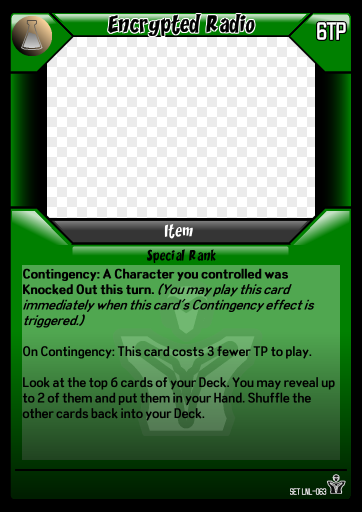 Encrypted Radio
6TP
Item
Special Rank
Contingency: A Character you controlled was
Knocked Out this turn. (You may play this card
immediately when this card's Contingency effect is
triggered.)
On Contingency: This card costs 3 fewer TP to play.
Look at the top 6 cards of your Deck. You may reveal up
to 2 of them and put them in your Hand. Shuffle the
other cards back into your Deck.
SET LNL-063